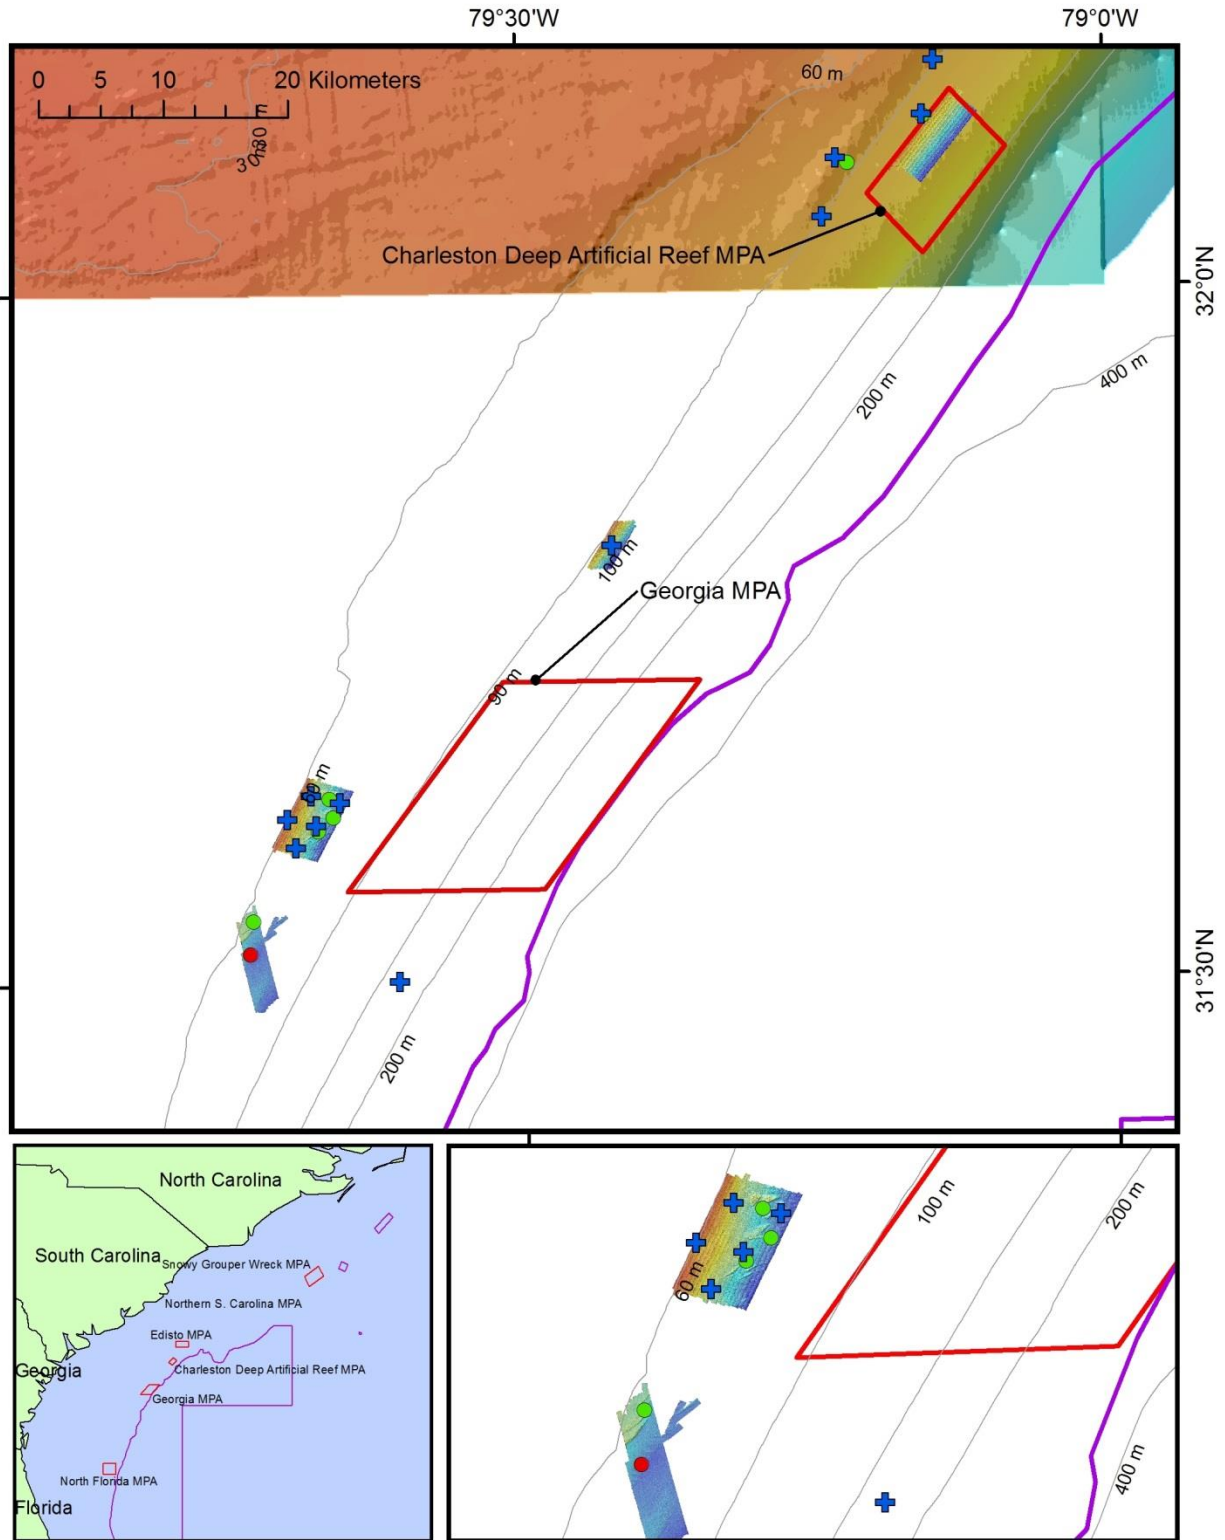 79°30'W
79°0'W
0 5 10 20 Kilometers
60 m
30 m
Charleston Deep Artificial Reef MPA
32°0'N
400 m
200 m
100 m
Georgia MPA
90 m
31°30'N
200 m
North Carolina
South Carolina
Snowy Grouper Wreck MPA
Northern S. Carolina MPA
Edisto MPA
Georgia
Charleston Deep Artificial Reef MPA
Georgia MPA
North Florida MPA
Florida
100 m
200 m
60 m
400 m